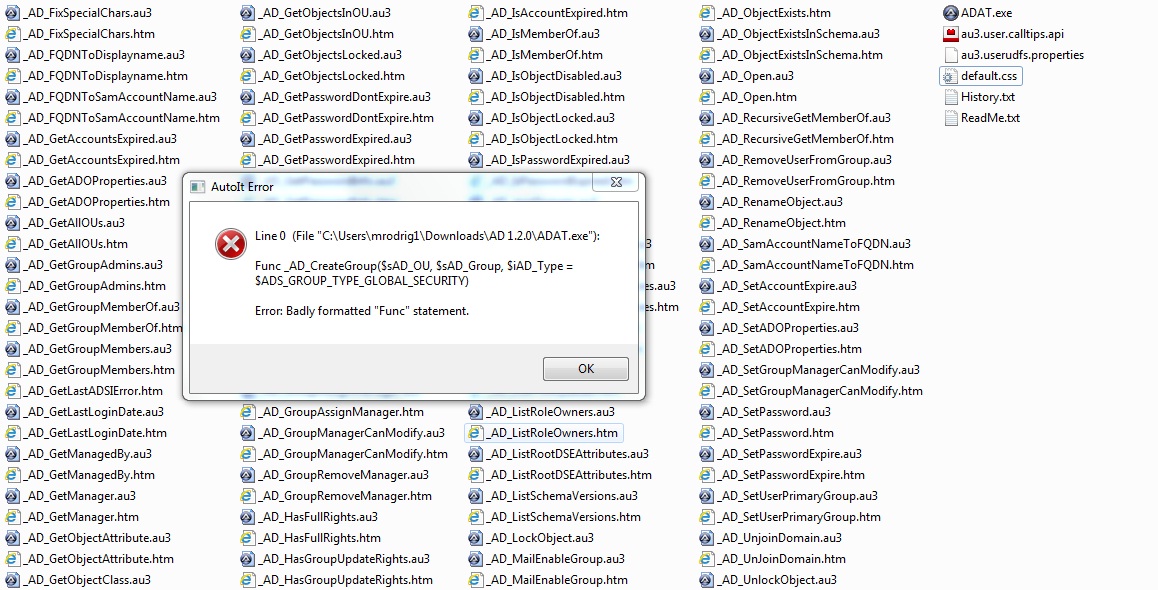 _AD_FixSpecialChars.au3
_AD_FixSpecialChars.htm
_AD_FQDNToDisplayname.au3
_AD_FQDNToDisplayname.htm
_AD_FQDNToSamAccountName.au3
_AD_FQDNToSamAccountName.htm
_AD_GetAccountsExpired.au3
_AD_GetAccountsExpired.htm
_AD_GetADOProperties.au3
_AD_GetADOProperties.htm
_AD_GetAllOUs.au3
_AD_GetAllOUs.htm
_AD_GetGroupAdmins.au3
_AD_GetGroupAdmins.htm
_AD_GetGroupMemberOf.au3
_AD_GetGroupMemberOf.htm
_AD_GetGroupMembers.au3
_AD_GetGroupMembers.htm
_AD_GetLastADSIError.htm
_AD_GetLastLoginDate.au3
_AD_GetLastLoginDate.htm
_AD_GetManagedBy.au3
_AD_GetManagedBy.htm
_AD_GetManager.au3
_AD_GetManager.htm
_AD_GetObjectAttribute.au3
_AD_GetObjectAttribute.htm
_AD_GetObjectClass.au3
_AD_GetObjectsInOU.au3
_AD_GetObjectsInOU.htm
_AD_GetObjectsLocked.au3
_AD_GetObjectsLocked.htm
_AD_GetPasswordDontExpire.au3
_AD_GetPasswordDontExpire.htm
_AD_GetPasswordExpired.au3
_AD_GetPasswordExpired.htm
AutoIt Error
Line 0 (File "C:\Users\mrodrig1\Downloads\AD 1.2.0\ADAT.exe"):
Func _AD_CreateGroup($sAD_OU, $sAD_Group, $iAD_Type =
$ADS_GROUP_TYPE_GLOBAL_SECURITY)
Error: Badly formatted "Func" statement.
OK
_AD_GroupAssignManager.htm
_AD_GroupManagerCanModify.au3
_AD_GroupManagerCanModify.htm
_AD_GroupRemoveManager.au3
_AD_GroupRemoveManager.htm
_AD_HasFullRights.au3
_AD_HasFullRights.htm
_AD_HasGroupUpdateRights.au3
_AD_HasGroupUpdateRights.htm
_AD_IsAccountExpired.htm
_AD_IsMemberOf.au3
_AD_IsMemberOf.htm
_AD_IsObjectDisabled.au3
_AD_IsObjectDisabled.htm
_AD_IsObjectLocked.au3
_AD_IsObjectLocked.htm
_AD_IsPasswordExpired.au3
3
m
es.au3
es.htm
_AD_ListRoleOwners.au3
_AD_ListRoleOwners.htm
_AD_ListRootDSEAttributes.au3
_AD_ListRootDSEAttributes.htm
_AD_ListSchemaVersions.au3
_AD_ListSchemaVersions.htm
_AD_LockObject.au3
_AD_MailEnableGroup.au3
_AD_MailEnableGroup.htm
_AD_ObjectExists.htm
_AD_ObjectExistsInSchema.au3
_AD_ObjectExistsInSchema.htm
_AD_Open.au3
_AD_Open.htm
_AD_RecursiveGetMemberOf.au3
_AD_RecursiveGetMemberOf.htm
_AD_RemoveUserFromGroup.au3
_AD_RemoveUserFromGroup.htm
_AD_RenameObject.au3
_AD_RenameObject.htm
_AD_SamAccountNameToFQDN.au3
_AD_SamAccountNameToFQDN.htm
_AD_SetAccountExpire.au3
_AD_SetAccountExpire.htm
_AD_SetADOProperties.au3
_AD_SetADOProperties.htm
_AD_SetGroupManagerCanModify.au3
_AD_SetGroupManagerCanModify.htm
_AD_SetPassword.au3
_AD_SetPassword.htm
_AD_SetPasswordExpire.au3
_AD_SetPasswordExpire.htm
_AD_SetUserPrimaryGroup.au3
_AD_SetUserPrimaryGroup.htm
_AD_UnjoinDomain.au3
_AD_UnJoinDomain.htm
_AD_UnlockObject.au3
ADAT.exe
au3.user.calltips.api
au3.userudfs.properties
default.css
History.txt
ReadMe.txt